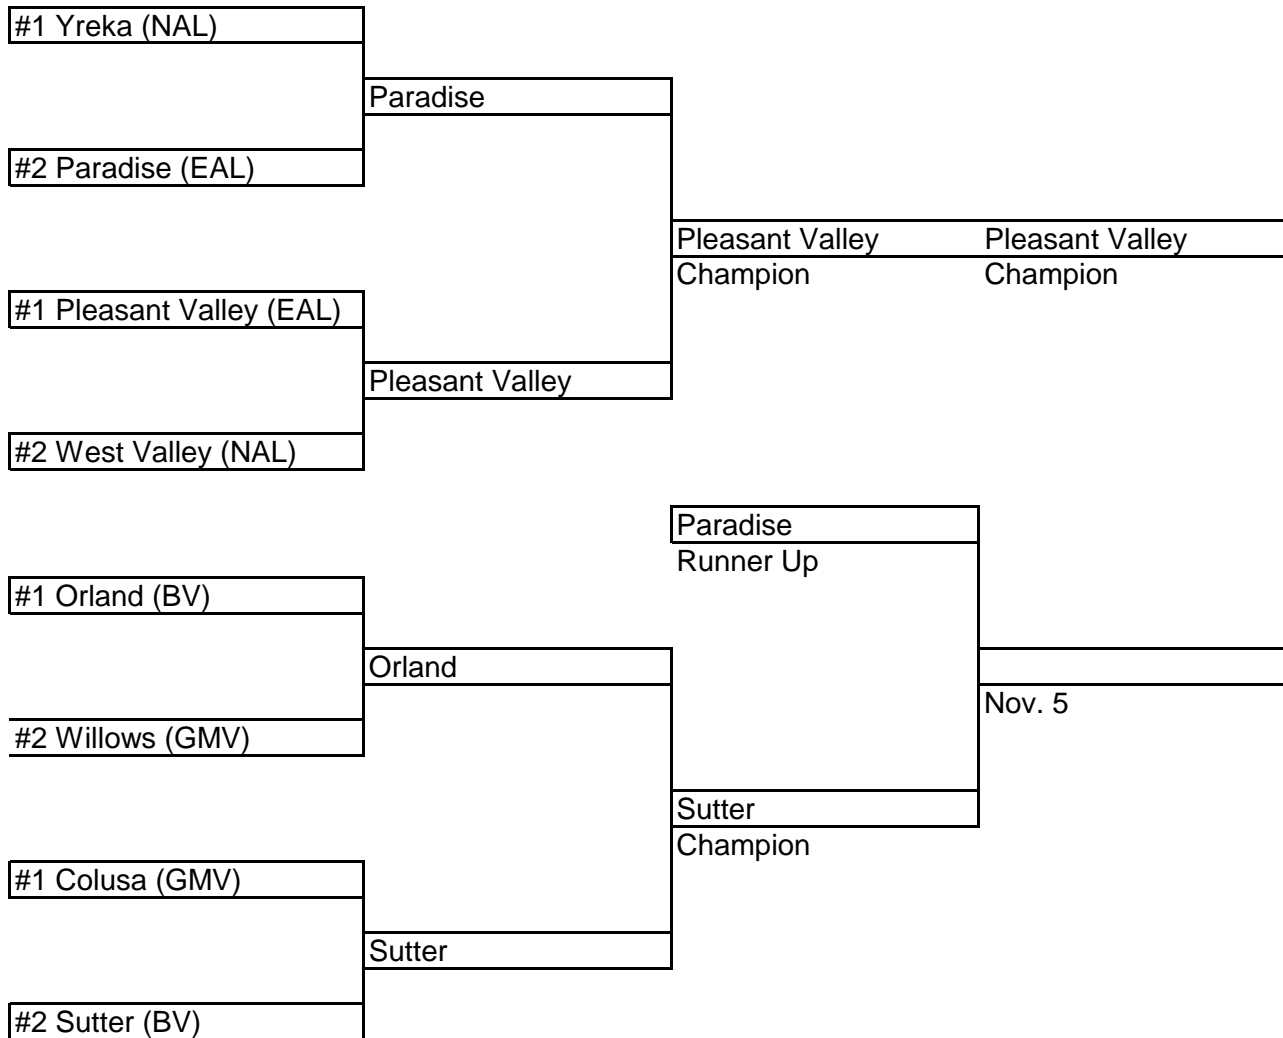 #1 Yreka (NAL)
Paradise
#2 Paradise (EAL)
Pleasant Valley
Pleasant Valley
Champion
Champion
#1 Pleasant Valley (EAL)
Pleasant Valley
#2 West Valley (NAL)
Paradise
Runner Up
#1 Orland (BV)
Orland
Nov. 5
#2 Willows (GMV)
Sutter
Champion
#1 Colusa (GMV)
Sutter
#2 Sutter (BV)